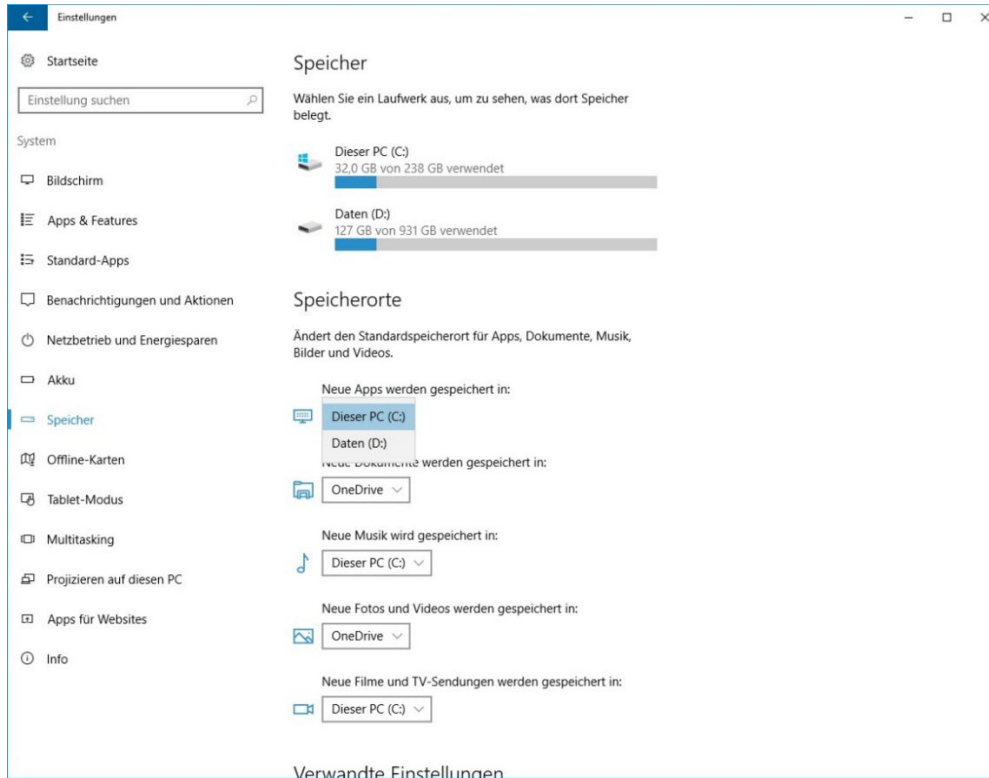 Einstellungen
Startseite
Einstellung suchen
System
Bildschirm
Apps & Features
Standard-Apps
Benachrichtigungen und Aktionen
Netzbetrieb und Energiesparen
Akku
Speicher
Offline-Karten
Tablet-Modus
Multitasking
Projizieren auf diesen PC
Apps für Websites
Info
Speicher
Wählen Sie ein Laufwerk aus, um zu sehen, was dort Speicher
belegt.
Dieser PC (C:)
32,0 GB von 238 GB verwendet
Daten (D:)
127 GB von 931 GB verwendet
Speicherorte
Ändert den Standardspeicherort für Apps, Dokumente, Musik,
Bilder und Videos.
Neue Apps werden gespeichert in:
Dieser PC (C:)
Daten (D:)
Neue Dokumente werden gespeichert in:
OneDrive
Neue Musik wird gespeichert in:
Dieser PC (C:)
Neue Fotos und Videos werden gespeichert in:
OneDrive
Neue Filme und TV-Sendungen werden gespeichert in:
Dieser PC (C:)
Verwandte Einstellungen